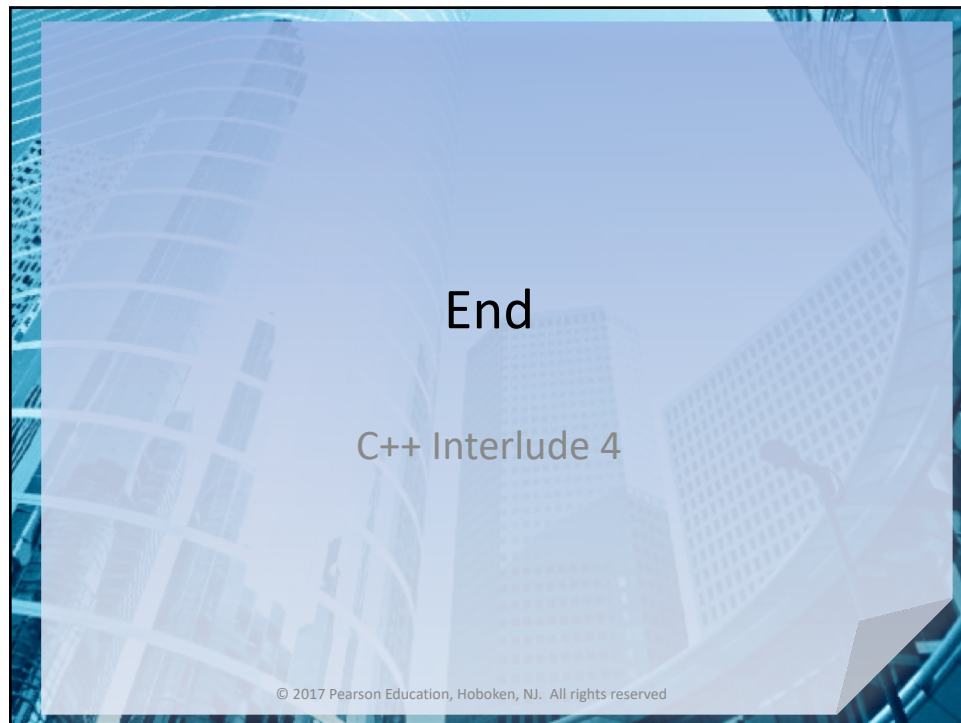 End
C++ Interlude 4
© 2017 Pearson Education, Hoboken, NJ. All rights reserved